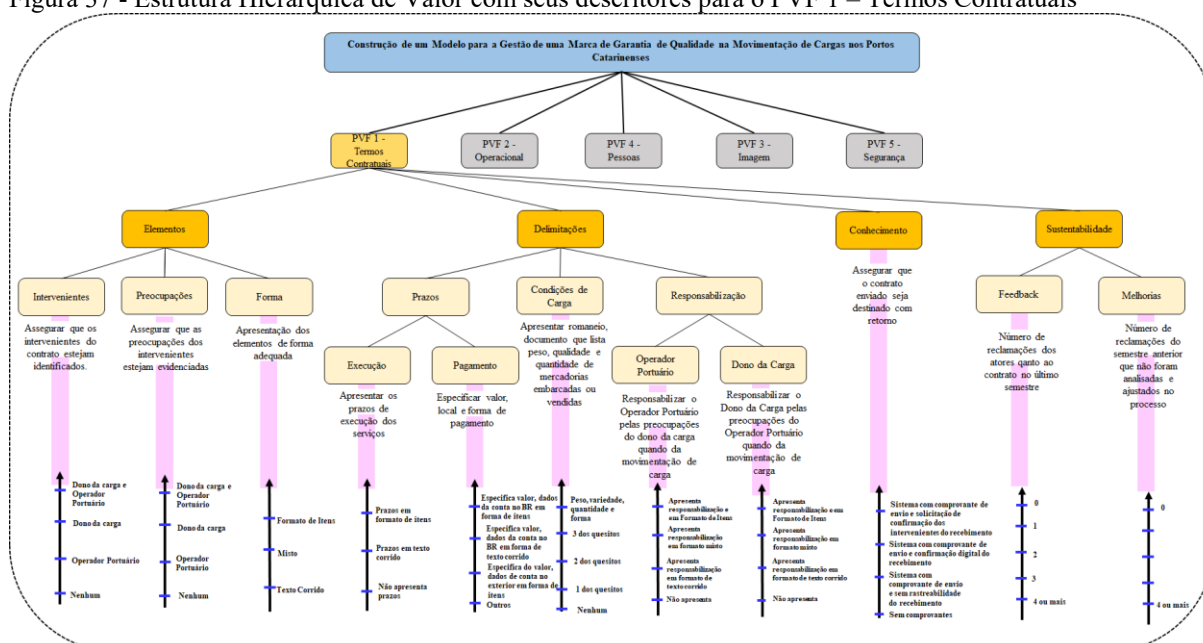 Figura 37 - Estrutura Hierárquica de Valor com seus descritores para o PVF 1 – Termos Contratuais
Construção de um Modelo para a Gestão de uma Marca de Garantia de Qualidade na Movimentação de Cargas nos Portos
Catarinenses
PVF 1 -
Termos
Contratuais
PVF 2 -
Operacional
PVF 4 -
Pessoas
PVF 3 -
Imagem
PVF 5 -
Segurança
Elementos
Delimitações
Conhecimento
Sustentabilidade
Intervenientes
Assegurar que os
intervenientes do
contrato estejam
identificados.
Preocupações
Assegurar que as
preocupações dos
intervenientes
estejam evidenciadas
Forma
Apresentação dos
elementos de forma
adequada
Prazos
Condições de
Carga
Apresentar romaneio,
documento que lista
peso, qualidade e
quantidade de
mercadorias
embarcadas ou
vendidas
Responsabilização
Assegurar que
o contrato
enviado seja
destinado com
retorno
Feedback
Número de
reclamações dos
atores qanto ao
contrato no último
semestre
Melhorias
Número de
reclamações do
semestre anterior
que não foram
analisadas e
ajustados no
processo
Execução
Apresentar os
prazos de
execução dos
serviços
Pagamento
Especificar valor,
local e forma de
pagamento
Operador
Portuário
Responsabilizar o
Operador Portuário
pelas preocupações
do dono da carga
quando da
movimentação de
carga
Dono da Carga
Responsabilizar o
Dono da Carga pelas
preocupações do
Operador Portuário
quando da
movimentação de
carga
Dono da carga e
Operador
Portuário
Dono da carga
Operador Portuário
Nenhum
Dono da carga e
Operador
Portuário
Dono da carga
Operador
Portuário
Nenhum
Formato de Itens
Misto
Texto Corrido
Prazos em
formato de itens
Prazos em texto
corrido
Não apresenta
prazos
Especifica valor, dados
da conta no BR em
forma de itens
Especifica valor,
dados da conta no
BR em forma de
texto corrido
Especifica do valor,
dados de conta no
exterior em forma de
itens
Outros
Peso, variedade,
quantidade e
forma
3 dos quesitos
2 dos quesitos
1 dos quesitos
Nenhum
Apresenta
responsabilização e
em Formato de Itens
Apresenta
responsabilização
em formato misto
Apresenta
responsabilização
em formato de
texto corrido
Não apresenta
Apresenta
responsabilização e
em Formato de Itens
Apresenta
responsabilização
em formato misto
Apresenta
responsabilização em
formato de texto corrido
Não apresenta
Sistema com comprovante de
envio e solicitação de
confirmação dos
intervenientes do recebimento
Sistema com comprovante de
envio e confirmação digital do
recebimento
Sistema com
comprovante de envio
e sem rastreabilidade
do recebimento
Sem comprovantes
0
1
2
3
4 ou mais
0
4 ou mais